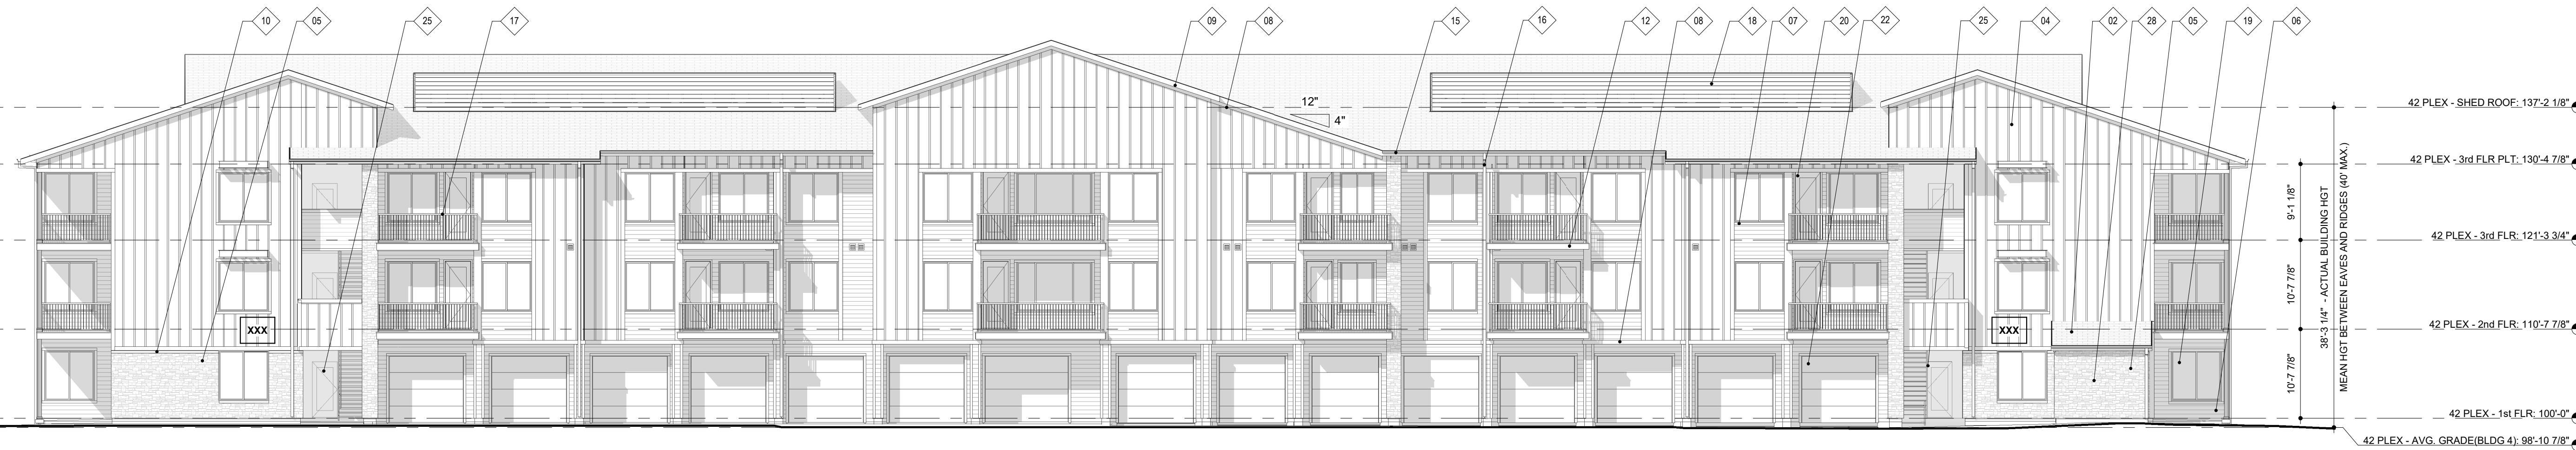 10
05
25
17
09
08
15
16
12
08
18
07
20
22
25
04
02
28
05
19
06
12"
4"
XXX
XXX
42 PLEX - SHED ROOF: 137'-2 1/8"
42 PLEX - 3rd FLR PLT: 130'-4 7/8"
42 PLEX - 3rd FLR: 121'-3 3/4"
42 PLEX - 2nd FLR: 110'-7 7/8"
42 PLEX - 1st FLR: 100'-0"
42 PLEX - AVG. GRADE(BLDG 4): 98'-10 7/8"
9'-1 1/8"
10'-7 7/8"
10'-7 7/8"
38'-3 1/4" - ACTUAL BUILDING HGT
MEAN HGT BETWEEN EAVES AND RIDGES (40' MAX.)